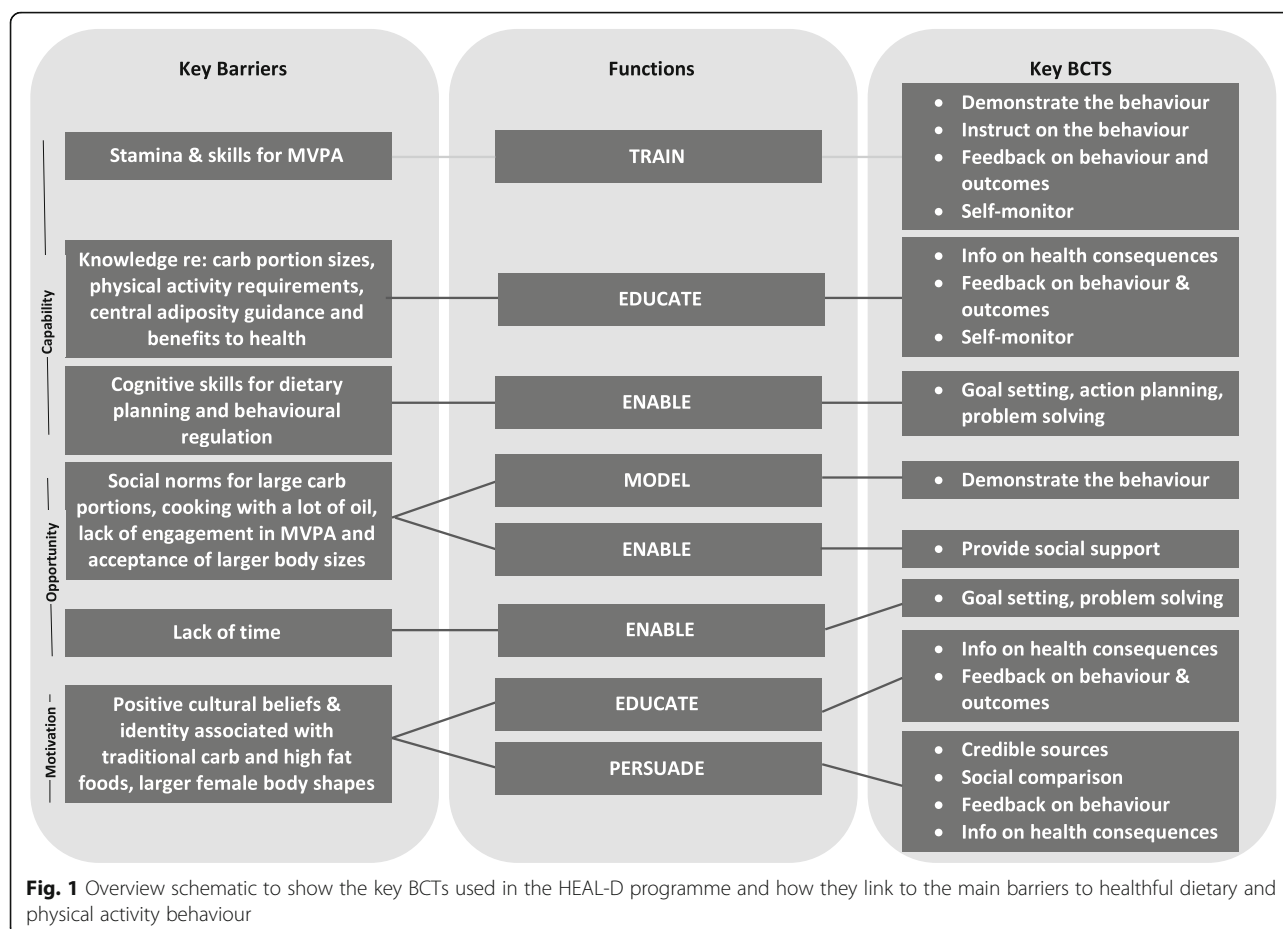 Key Barriers
Functions
Key BCTS
Capability
Stamina & skills for MVPA
TRAIN
• Demonstrate the behaviour
• Instruct on the behaviour
• Feedback on behaviour and
outcomes
• Self-monitor
Knowledge re: carb portion sizes,
physical activity requirements,
central adiposity guidance and
benefits to health
EDUCATE
• Info on health consequences
• Feedback on behaviour &
outcomes
• Self-monitor
Cognitive skills for dietary
planning and behavioural
regulation
ENABLE
• Goal setting, action planning,
problem solving
Opportunity
Social norms for large carb
portions, cooking with a lot of oil,
lack of engagement in MVPA and
acceptance of larger body sizes
MODEL
• Demonstrate the behaviour
ENABLE
• Provide social support
Lack of time
ENABLE
• Goal setting, problem solving
Motivation
Positive cultural beliefs &
identity associated with
traditional carb and high fat
foods, larger female body shapes
EDUCATE
• Info on health consequences
• Feedback on behaviour &
outcomes
PERSUADE
• Credible sources
• Social comparison
• Feedback on behaviour
• Info on health consequences
Fig. 1 Overview schematic to show the key BCTs used in the HEAL-D programme and how they link to the main barriers to healthful dietary and
physical activity behaviour